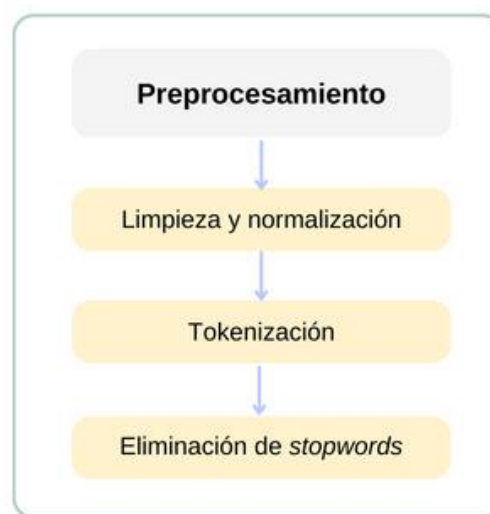 Preprocesamiento
Limpieza y normalización
Tokenización
Eliminación de stopwords